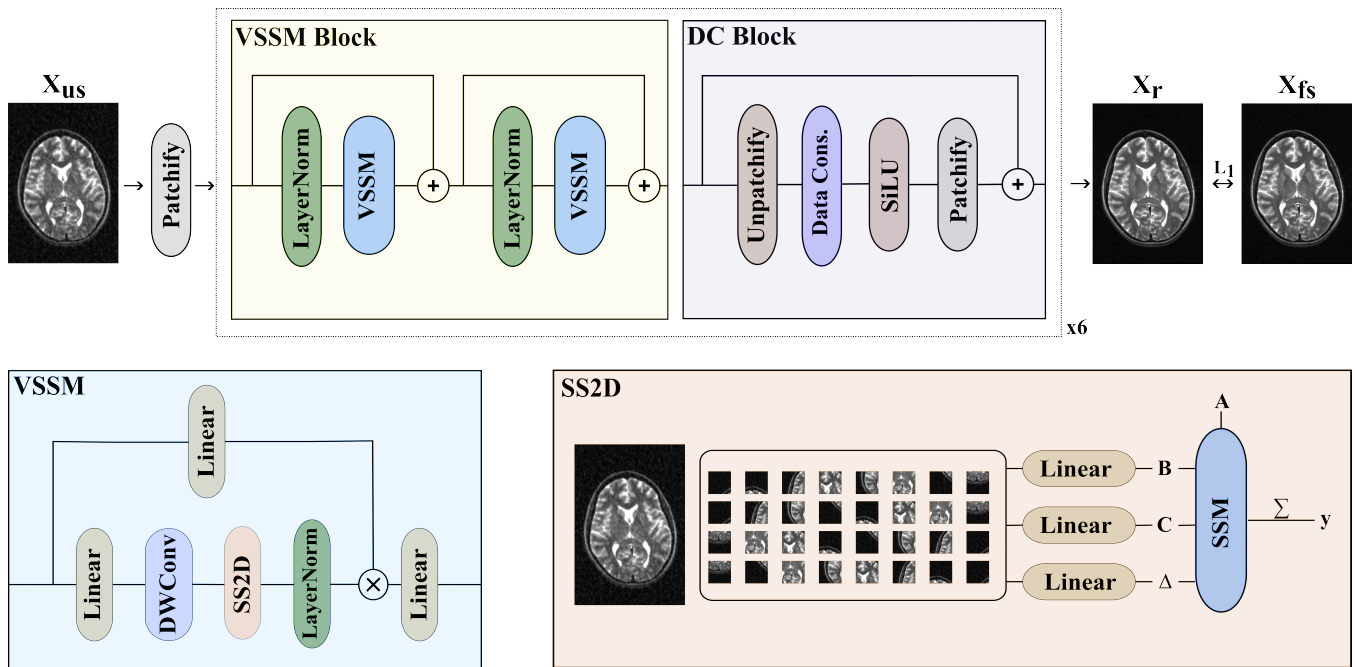 VSSM Block
DC Block
X_us
X_r
X_fs
Patchify
LayerNorm
VSSM
+
LayerNorm
VSSM
+
Unpatchify
Data Cons.
SiLU
Patchify
+
L_1
x6
VSSM
Linear
Linear
DWConv
SS2D
LayerNorm
×
Linear
SS2D
A
Linear
B
Linear
C
Linear
Δ
SSM
∑
y